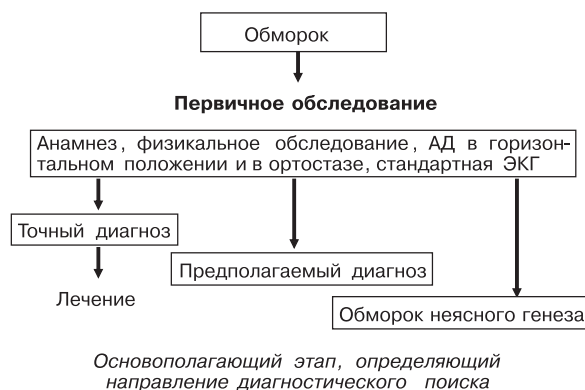 Обморок
Первичное обследование
Анамнез, физикальное обследование, АД в горизон-
тальном положении и в ортостазе, стандартная ЭКГ
Точный диагноз
Предполагаемый диагноз
Лечение
Обморок неясного генеза
Основополагающий этап, определяющий
направление диагностического поиска